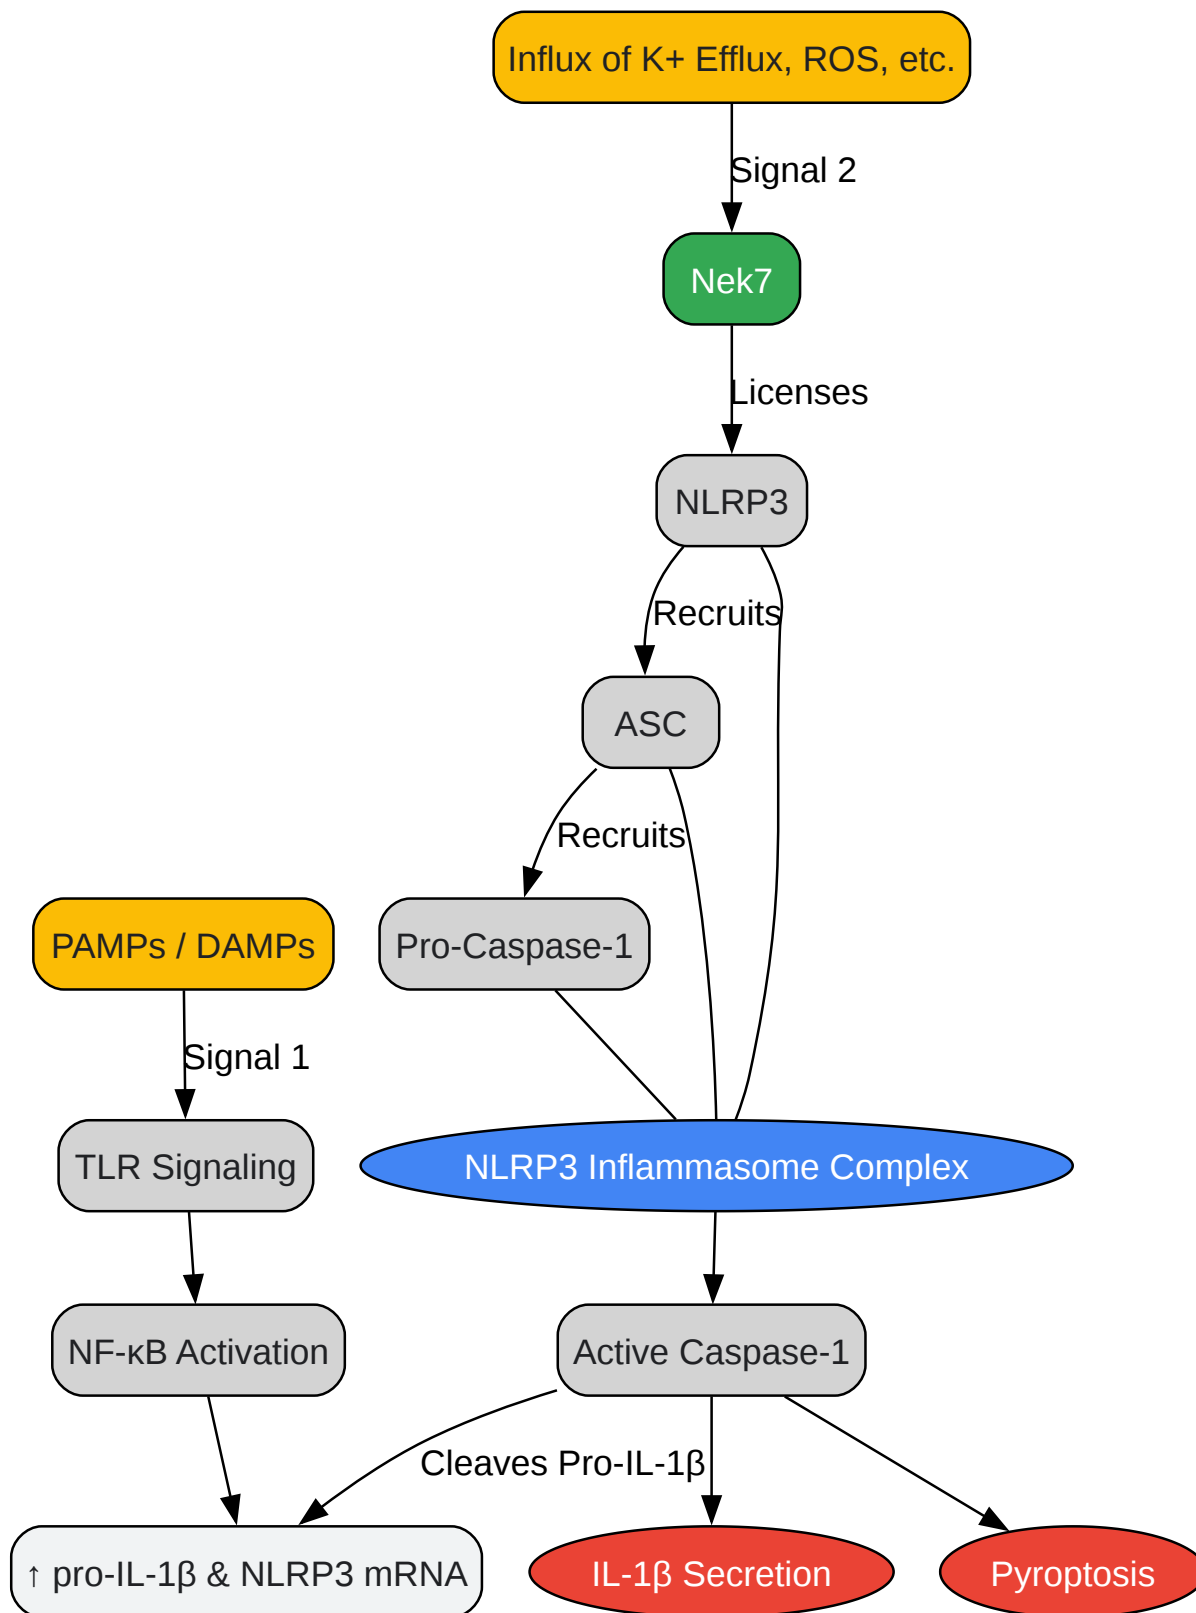 Influx of K+ Efflux, ROS, etc.
Signal 2
Nek7
Licenses
NLRP3
Recruits
ASC
Recruits
PAMPs / DAMPs
Pro-Caspase-1
Signal 1
TLR Signaling
NLRP3 Inflammasome Complex
NF-κB Activation
Active Caspase-1
Cleaves Pro-IL-1β
↑ pro-IL-1β & NLRP3 mRNA
IL-1β Secretion
Pyroptosis